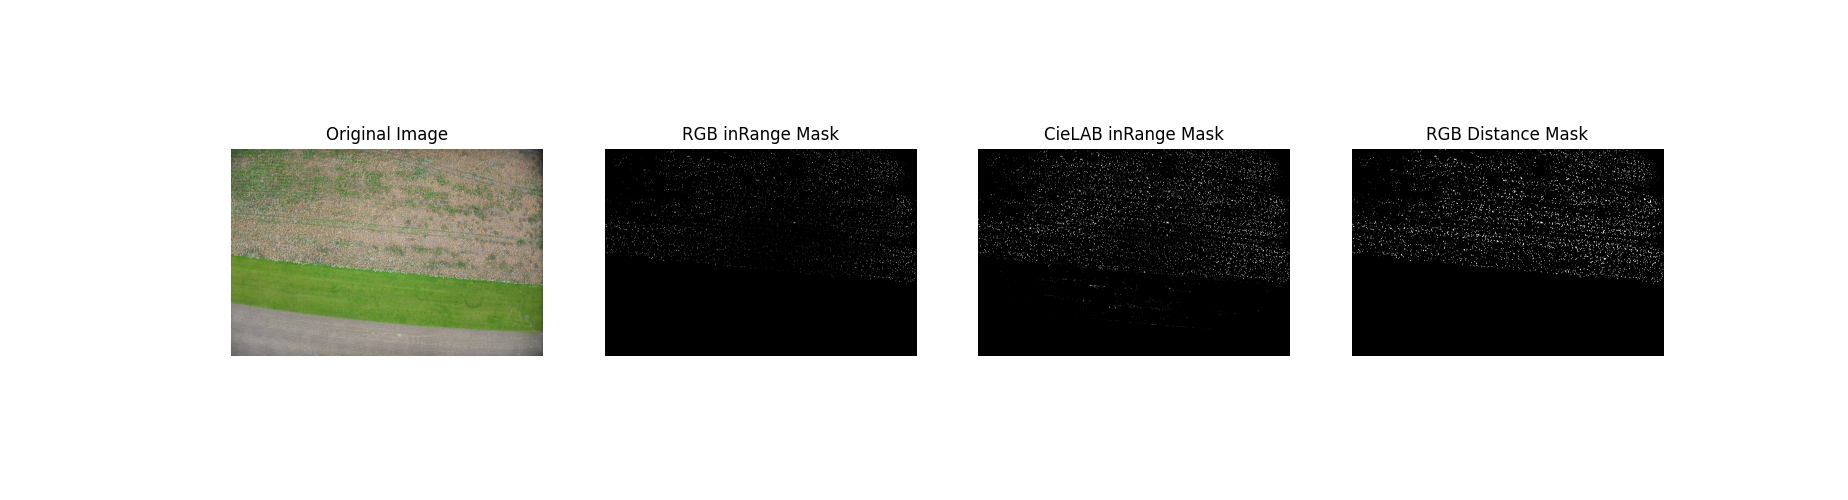 Original Image
RGB inRange Mask
CieLAB inRange Mask
RGB Distance Mask